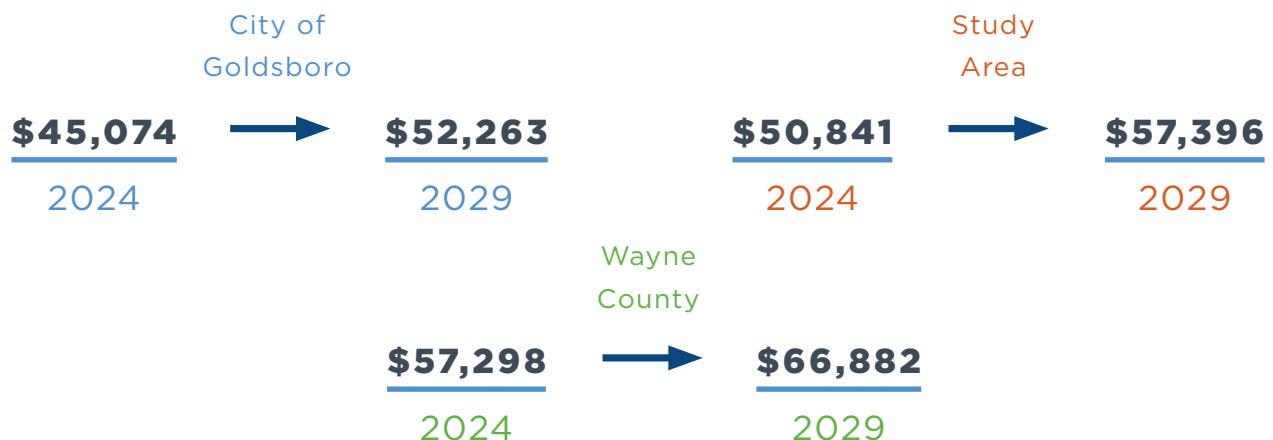 City of
Goldsboro
$45,074
$52,263
2024
2029
Study
Area
$50,841
$57,396
2024
2029
Wayne
County
$57,298
$66,882
2024
2029